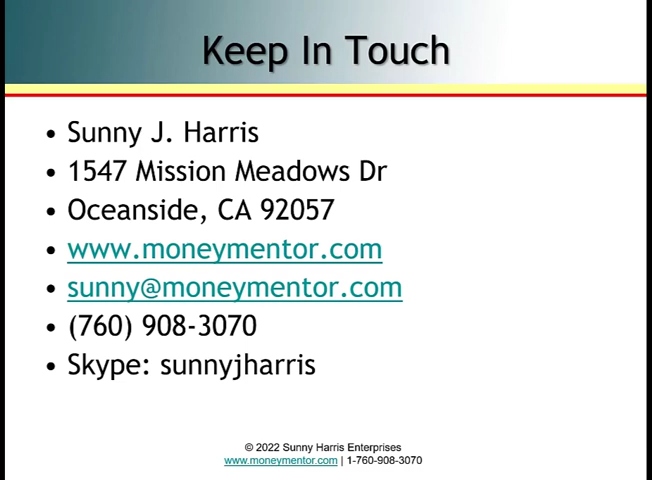 Keep In Touch
• Sunny J. Harris
• 1547 Mission Meadows Dr
• Oceanside, CA 92057
• www.moneymentor.com
• sunny@moneymentor.com
• (760) 908-3070
• Skype: sunnyjharris
© 2022 Sunny Harris Enterprises
www.moneymentor.com | 1-760-908-3070